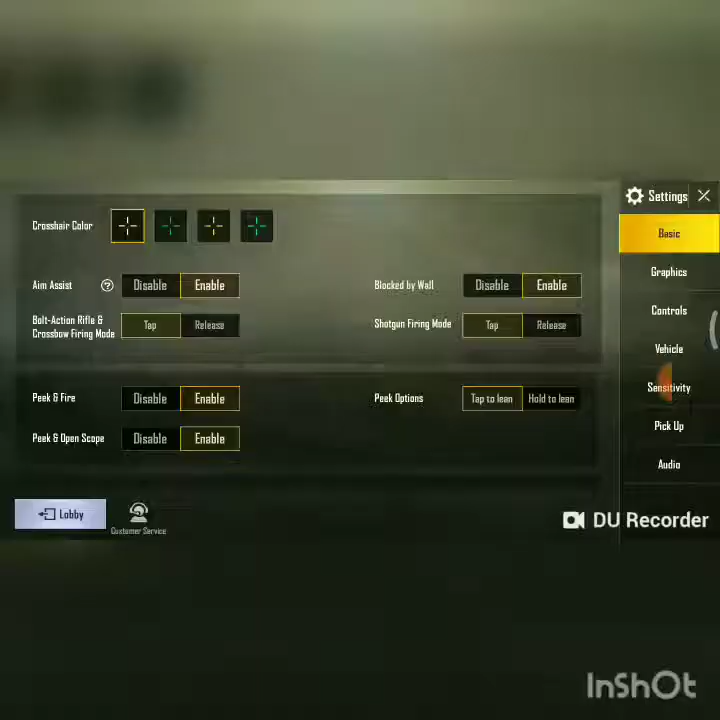 Settings
Crosshair Color
Basic
Graphics
Aim Assist ? Disable Enable
Blocked by Wall Disable Enable
Controls
Bolt-Action Rifle &
Crossbow Firing Mode
Tap Release
Shotgun Firing Mode Tap Release
Vehicle
Sensitivity
Peek & Fire Disable Enable
Peek Options Tap to lean Hold to lean
Pick Up
Peek & Open Scope Disable Enable
Audio
Lobby
Customer Service
DU Recorder
InShOt